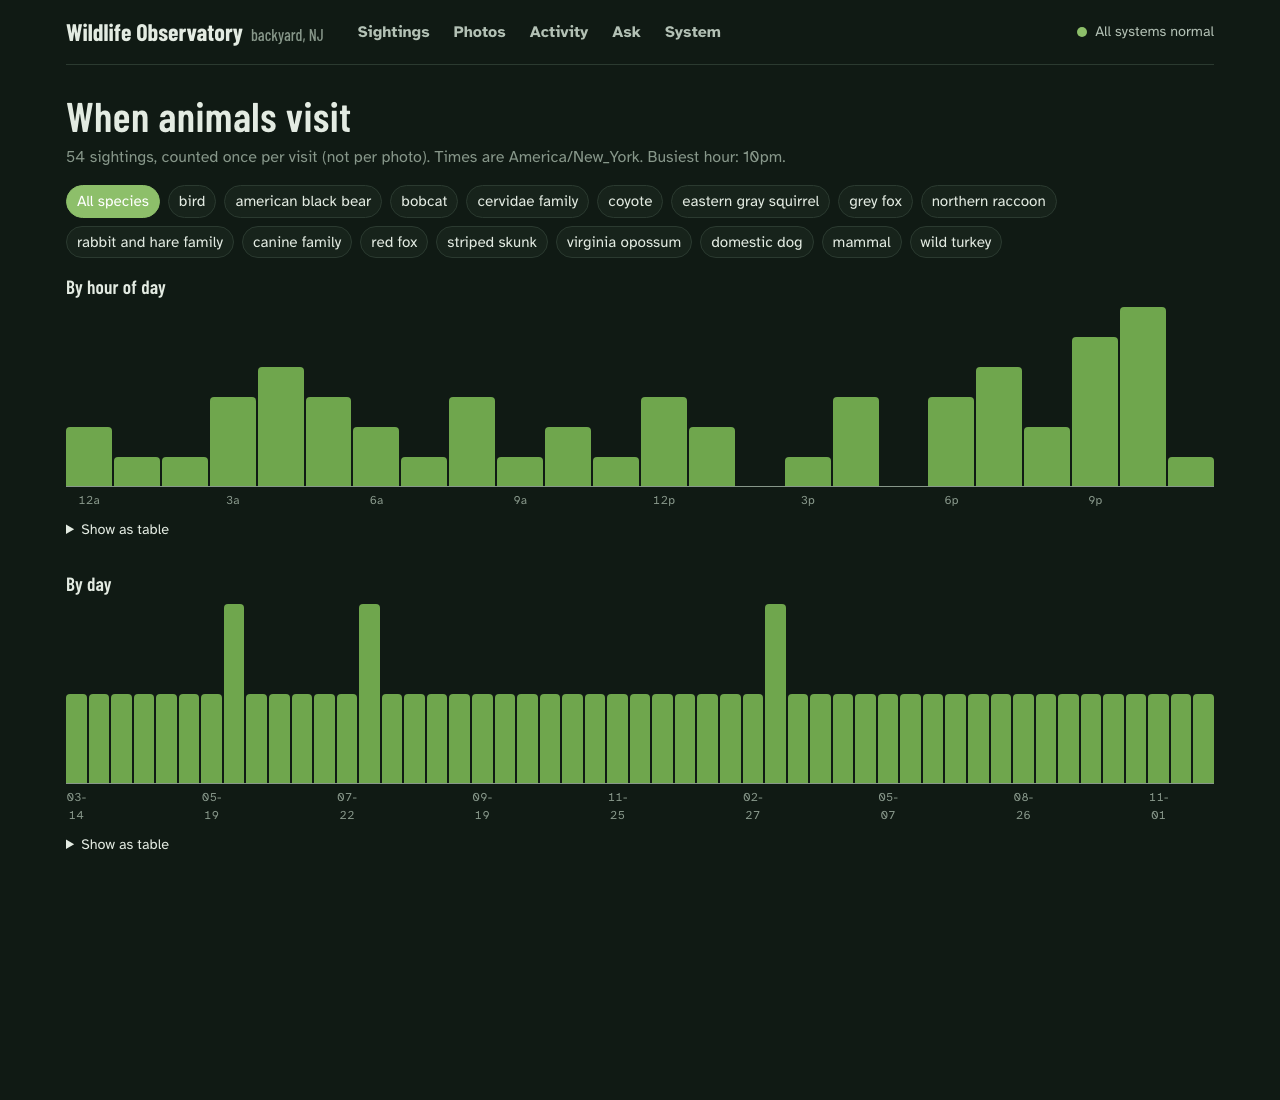 Wildlife Observatory backyard, NJ Sightings Photos Activity Ask System All systems normal
When animals visit
54 sightings, counted once per visit (not per photo). Times are America/New_York. Busiest hour: 10pm.
All species bird american black bear bobcat cervidae family coyote eastern gray squirrel grey fox northern raccoon
rabbit and hare family canine family red fox striped skunk virginia opossum domestic dog mammal wild turkey
By hour of day
12a 3a 6a 9a 12p 3p 6p 9p
Show as table
By day
03- 05- 07- 09- 11- 02- 05- 08- 11-
14 19 22 19 25 27 07 26 01
Show as table